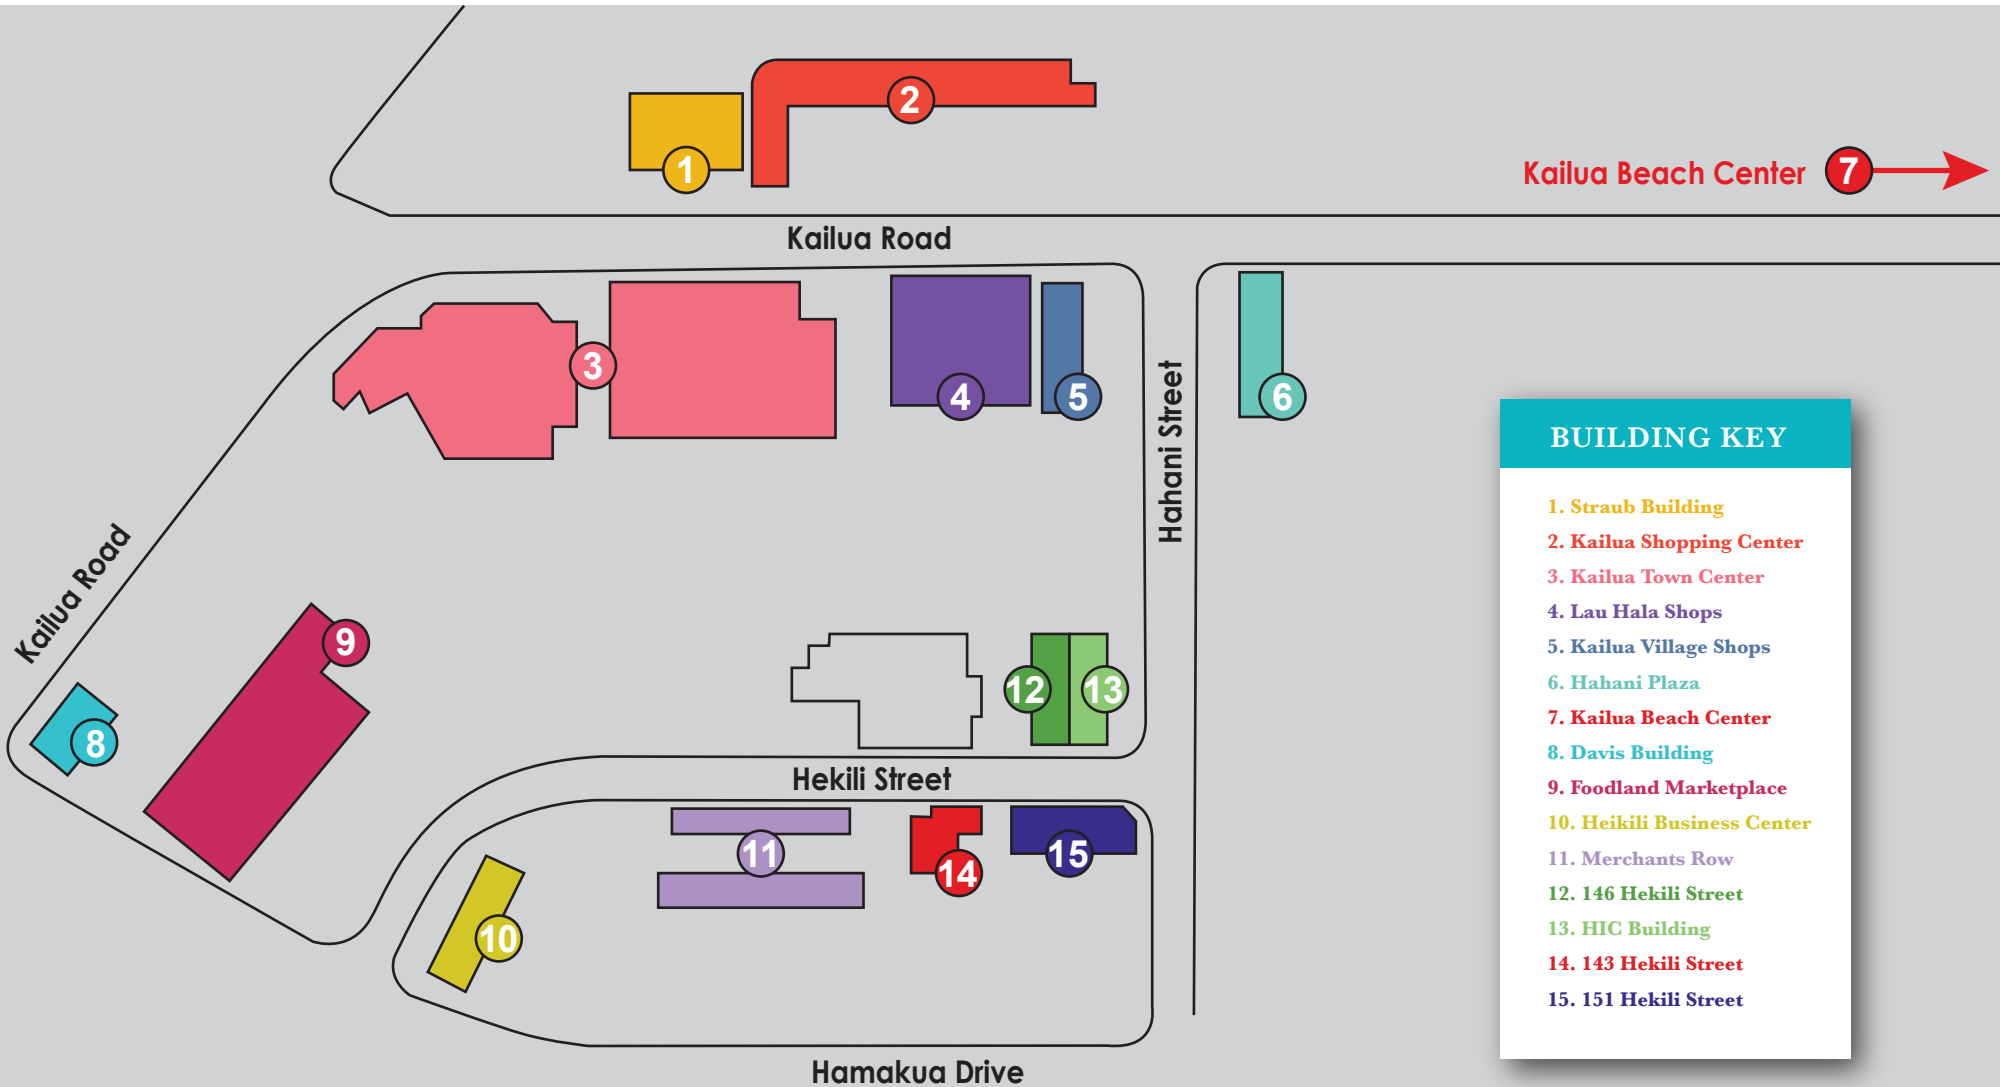 2
1
Kailua Beach Center 7
Kailua Road
3
4
5
6
Hahani Street
Kailua Road
9
8
12
13
Hekili Street
11
14
15
10
Hamakua Drive
BUILDING KEY
1. Straub Building
2. Kailua Shopping Center
3. Kailua Town Center
4. Lau Hala Shops
5. Kailua Village Shops
6. Hahani Plaza
7. Kailua Beach Center
8. Davis Building
9. Foodland Marketplace
10. Heikili Business Center
11. Merchants Row
12. 146 Hekili Street
13. HIC Building
14. 143 Hekili Street
15. 151 Hekili Street